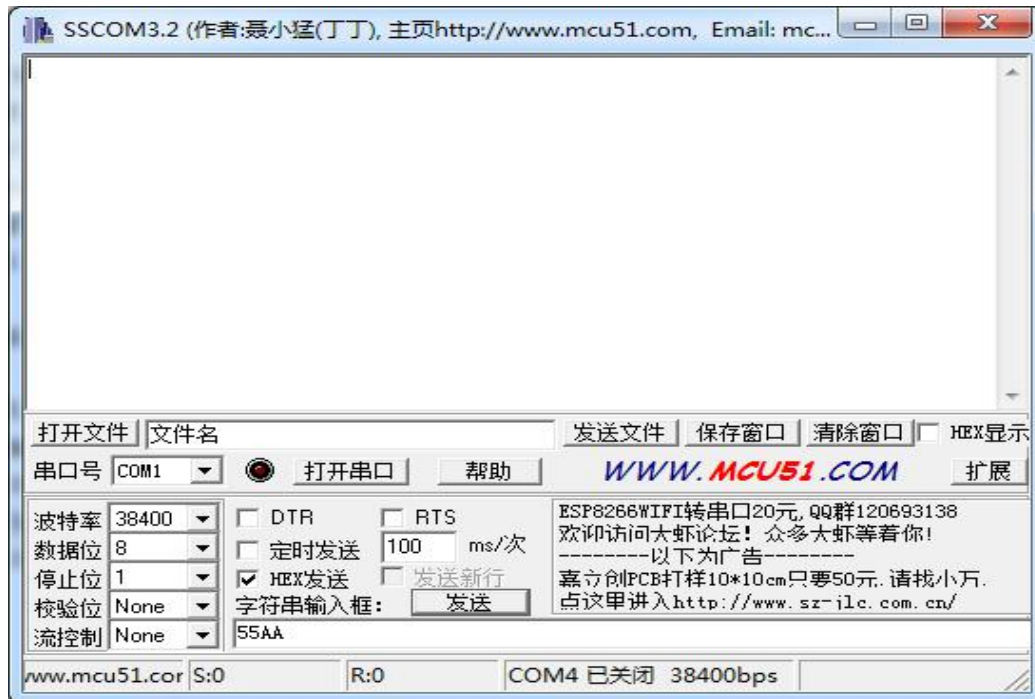 SSCOM3.2 (作者:聂小猛(丁丁), 主页http://www.mcu51.com, Email: mc...
打开文件 文件名 发送文件 保存窗口 清除窗口 HEX显示
串口号 COM1 打开串口 帮助 WWW.MCU51.COM 扩展
波特率 38400 DTR RTS
数据位 8 定时发送 100 ms/次
停止位 1 HEX发送 发送新行
校验位 None 字符串输入框: 发送
流控制 None 55AA
ESP8266WIFI转串口20元,QQ群120693138
欢迎访问大虾论坛! 众多大虾等着你!
--------以下为广告--------
嘉立创PCB打样10*10cm只要50元.请找小万.
点这里进入http://www.sz-jlc.com.cn/
www.mcu51.cor S:0 R:0 COM4 已关闭 38400bps